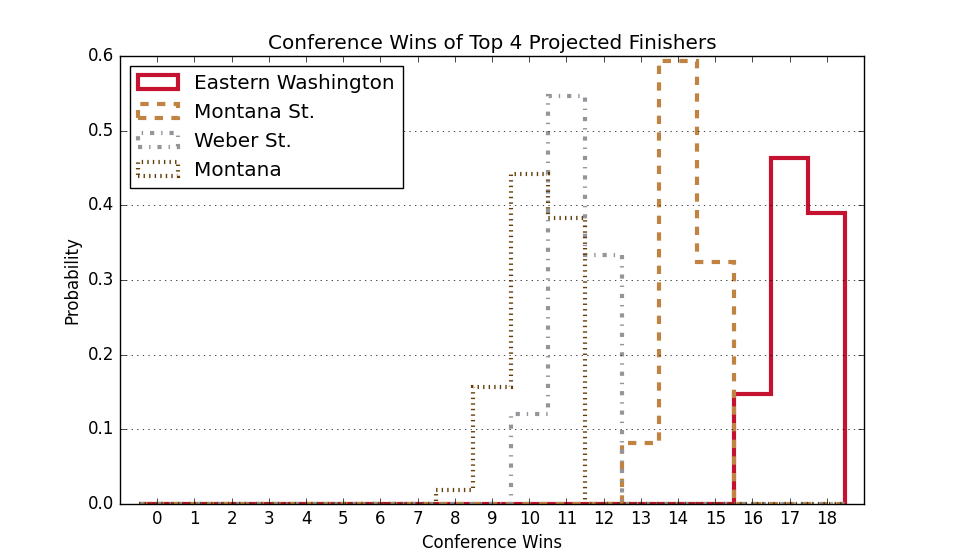 Conference Wins of Top 4 Projected Finishers
Eastern Washington
Montana St.
Weber St.
Montana
0.6
0.5
0.4
0.3
0.2
0.1
0.0
Probability
0 1 2 3 4 5 6 7 8 9 10 11 12 13 14 15 16 17 18
Conference Wins